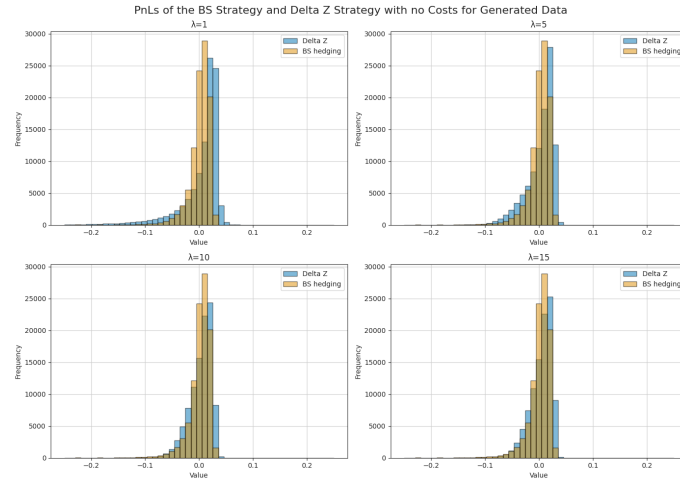 PnLs of the BS Strategy and Delta Z Strategy with no Costs for Generated Data
λ=1
Frequency
30000
25000
20000
15000
10000
5000
0
−0.2
−0.1
0.0
0.1
0.2
Value
Delta Z
BS hedging
λ=5
Frequency
30000
25000
20000
15000
10000
5000
0
−0.2
−0.1
0.0
0.1
0.2
Value
Delta Z
BS hedging
λ=10
Frequency
30000
25000
20000
15000
10000
5000
0
−0.2
−0.1
0.0
0.1
0.2
Value
Delta Z
BS hedging
λ=15
Frequency
30000
25000
20000
15000
10000
5000
0
−0.2
−0.1
0.0
0.1
0.2
Value
Delta Z
BS hedging